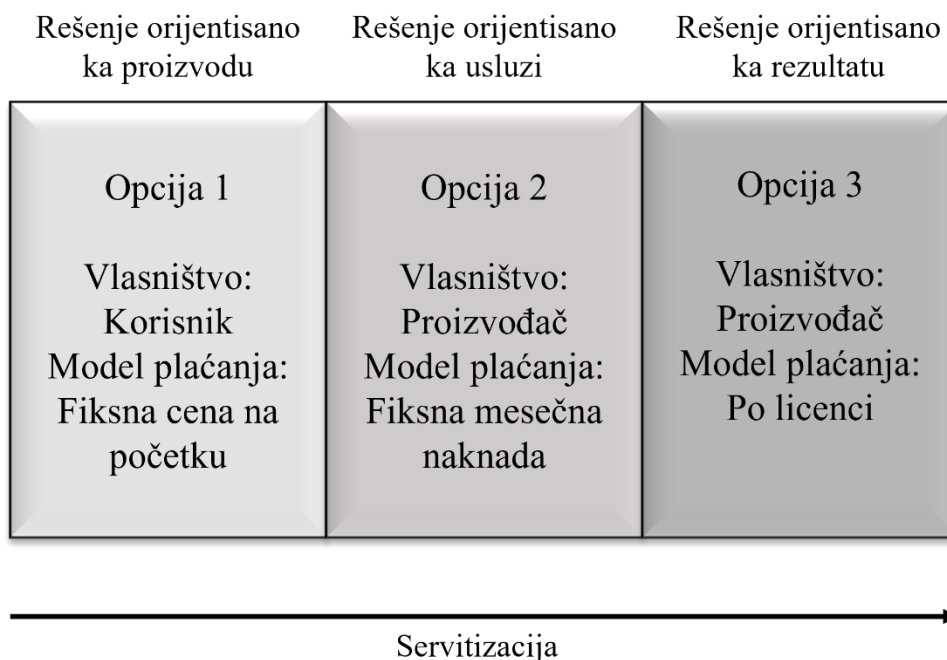 Rešenje orijentisano
ka proizvodu
Rešenje orijentisano
ka usluzi
Rešenje orijentisano
ka rezultatu
Opcija 1
Vlasništvo:
Korisnik
Model plaćanja:
Fiksna cena na
početku
Opcija 2
Vlasništvo:
Proizvođač
Model plaćanja:
Fiksna mesečna
naknada
Opcija 3
Vlasništvo:
Proizvođač
Model plaćanja:
Po licenci
Servitizacija